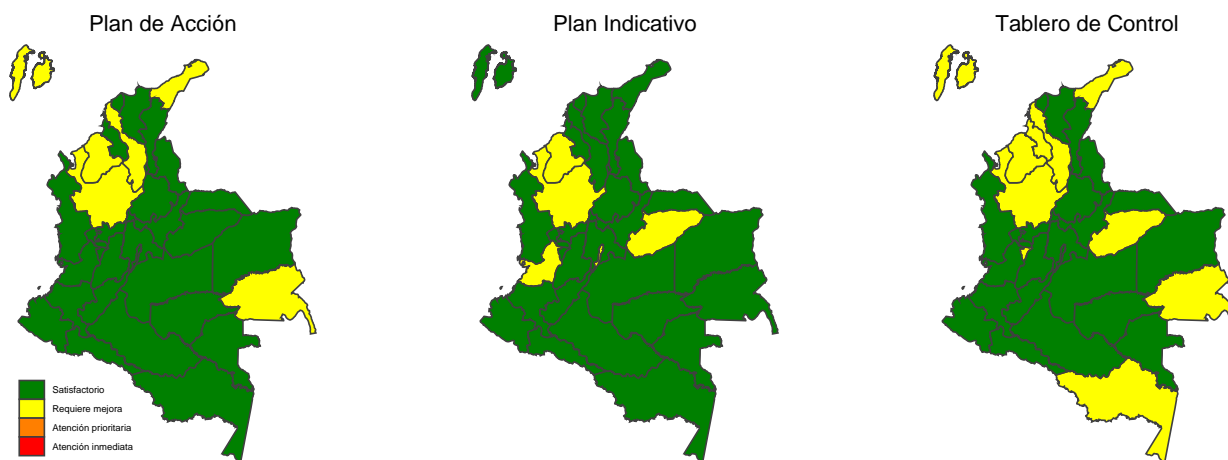 Plan de Acción
Plan Indicativo
Tablero de Control
Satisfactorio
Requiere mejora
Atención prioritaria
Atención inmediata